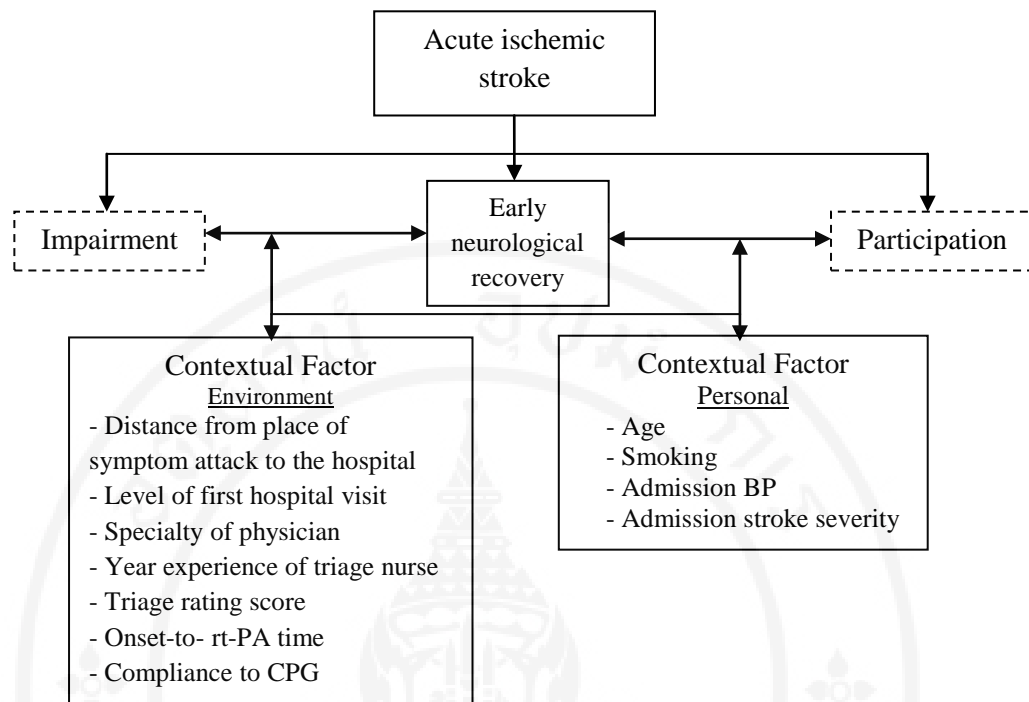 Acute ischemic
stroke
Impairment
Early
neurological
recovery
Participation
Contextual Factor
Environment
- Distance from place of
symptom attack to the hospital
- Level of first hospital visit
- Specialty of physician
- Year experience of triage nurse
- Triage rating score
- Onset-to- rt-PA time
- Compliance to CPG
Contextual Factor
Personal
- Age
- Smoking
- Admission BP
- Admission stroke severity